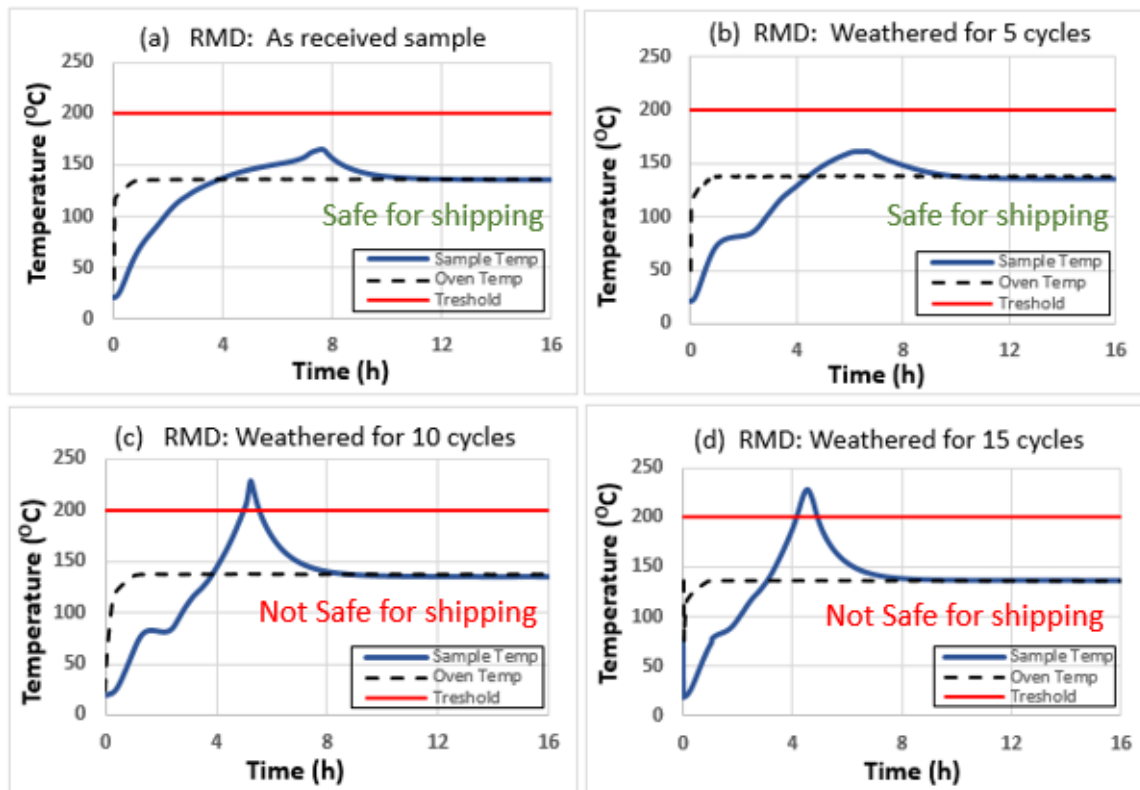 (a) RMD: As received sample
Temperature (⁰C)
250
200
150
100
50
0
Safe for shipping
Sample Temp
Oven Temp
Treshold
0 4 8 12 16
Time (h)
(b) RMD: Weathered for 5 cycles
Temperature (⁰C)
250
200
150
100
50
0
Safe for shipping
Sample Temp
Oven Temp
Treshold
0 4 8 12 16
Time (h)
(c) RMD: Weathered for 10 cycles
Temperature (⁰C)
250
200
150
100
50
0
Not Safe for shipping
Sample Temp
Oven Temp
Treshold
0 4 8 12 16
Time (h)
(d) RMD: Weathered for 15 cycles
Temperature (⁰C)
250
200
150
100
50
0
Not Safe for shipping
Sample Temp
Oven Temp
Treshold
0 4 8 12 16
Time (h)